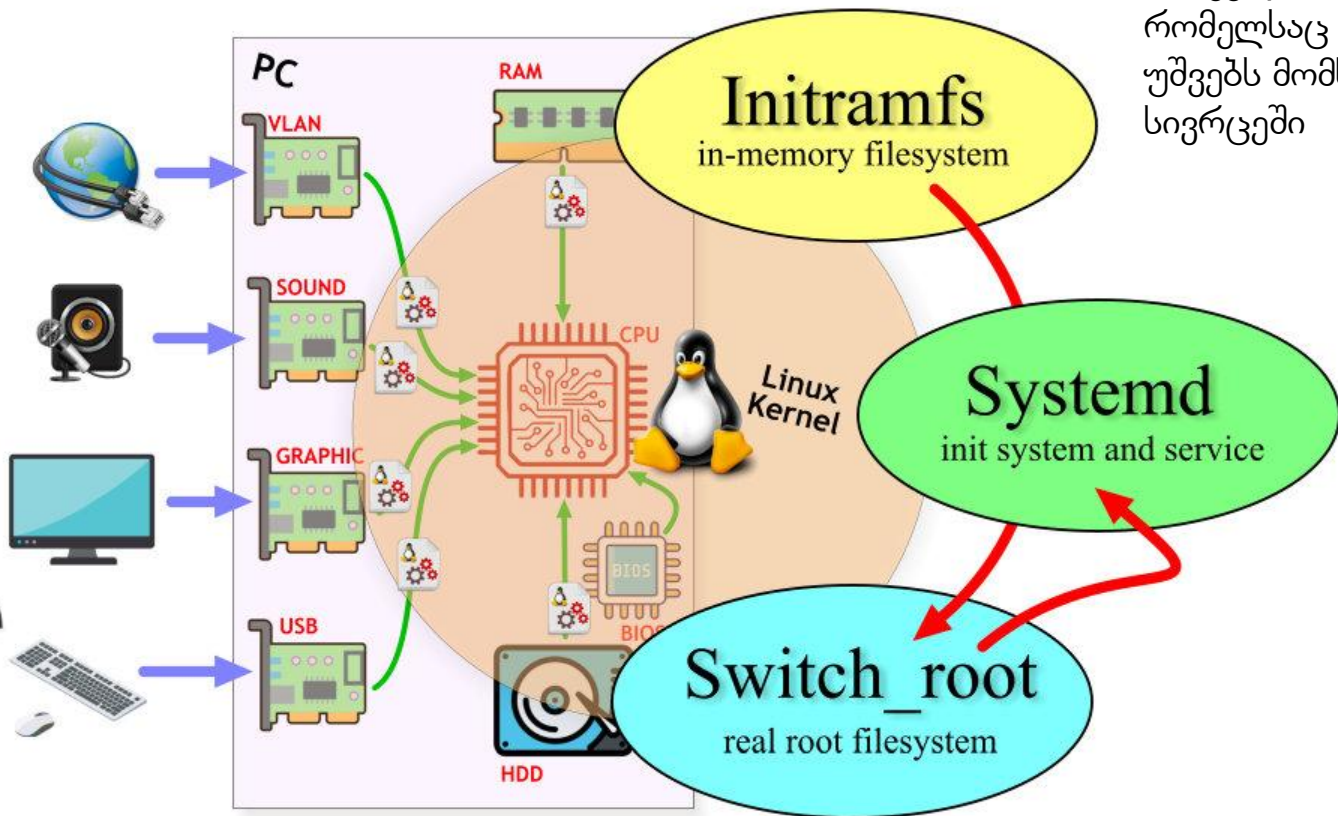 რომელსაც
უშვებს
სივრცეში
PC
RAM
VLAN
SOUND
GRAPHIC
USB
CPU
Linux
Kernel
BIOS
BIOS
HDD
Initramfs
in-memory filesystem
Systemd
init system and service
Switch_root
real root filesystem